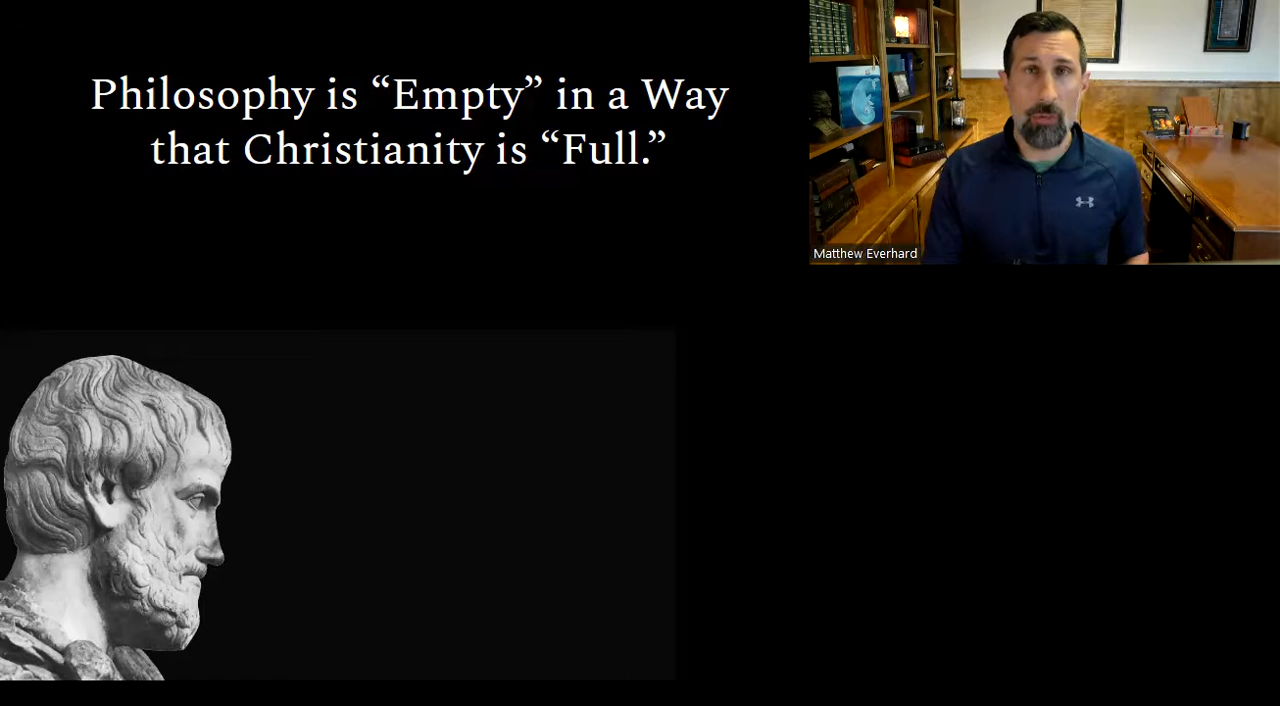 Philosophy is “Empty” in a Way
that Christianity is “Full.”
Matthew Everhard